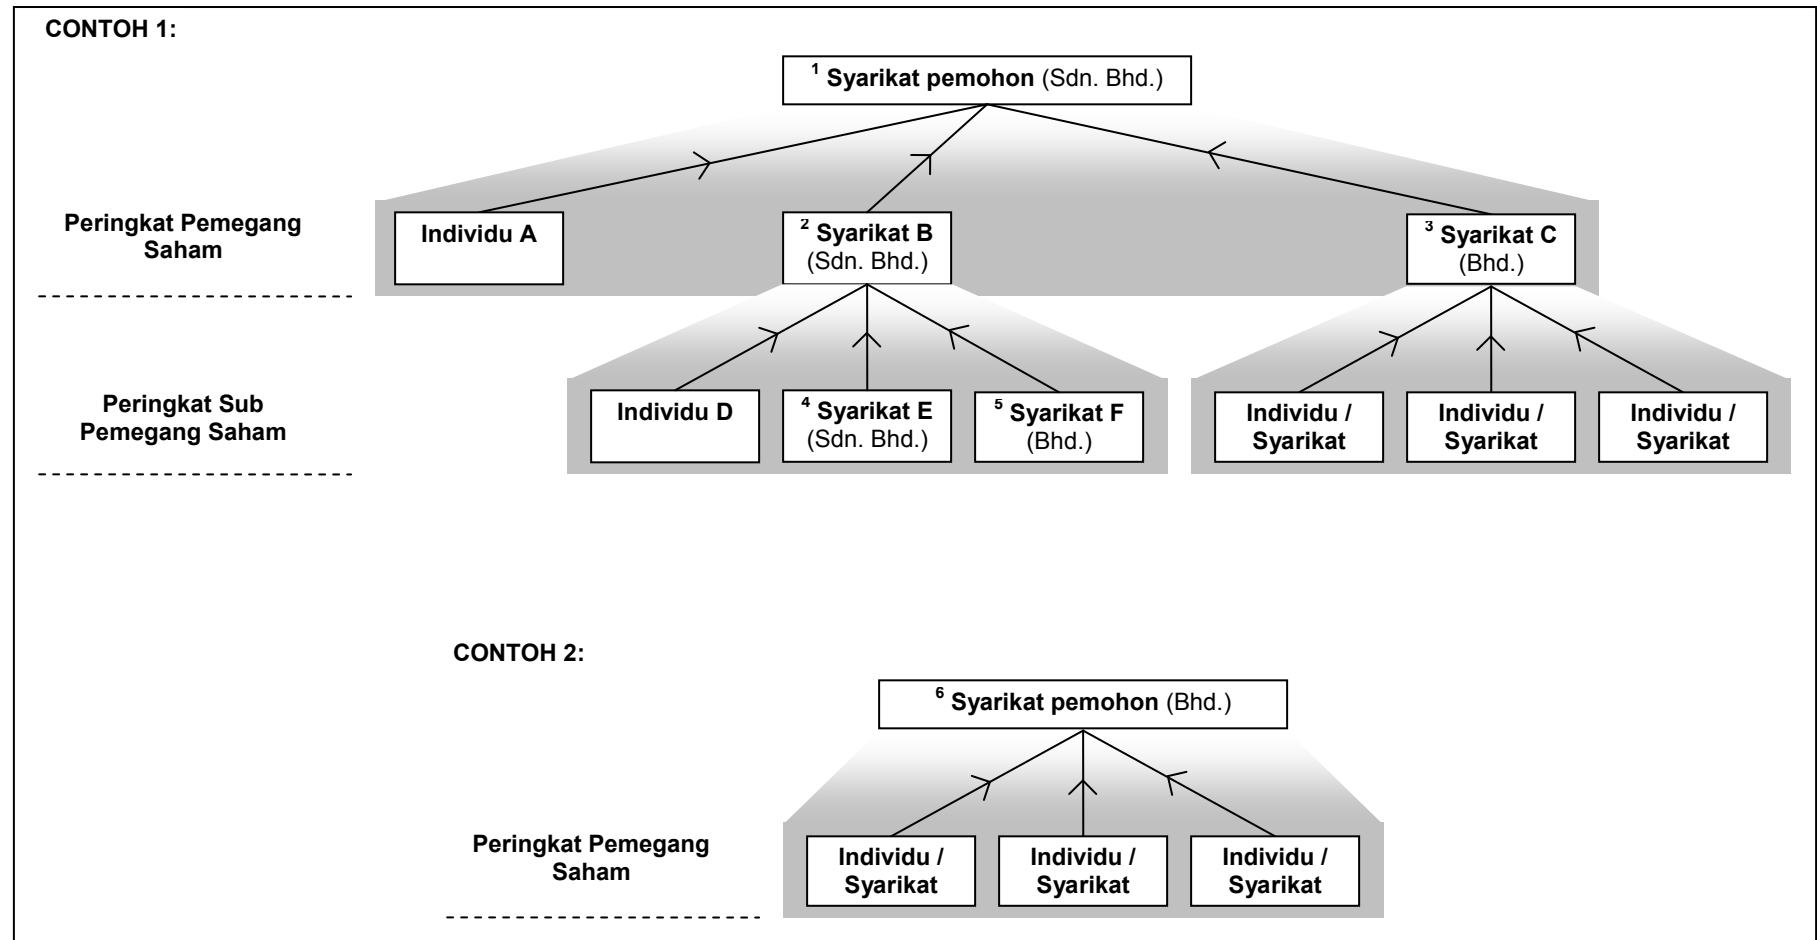 CONTOH 1:
¹ Syarikat pemohon (Sdn. Bhd.)
Peringkat Pemegang
Saham
Individu A
² Syarikat B
(Sdn. Bhd.)
³ Syarikat C
(Bhd.)
Peringkat Sub
Pemegang Saham
Individu D
⁴ Syarikat E
(Sdn. Bhd.)
⁵ Syarikat F
(Bhd.)
Individu /
Syarikat
Individu /
Syarikat
Individu /
Syarikat
CONTOH 2:
⁶ Syarikat pemohon (Bhd.)
Peringkat Pemegang
Saham
Individu /
Syarikat
Individu /
Syarikat
Individu /
Syarikat